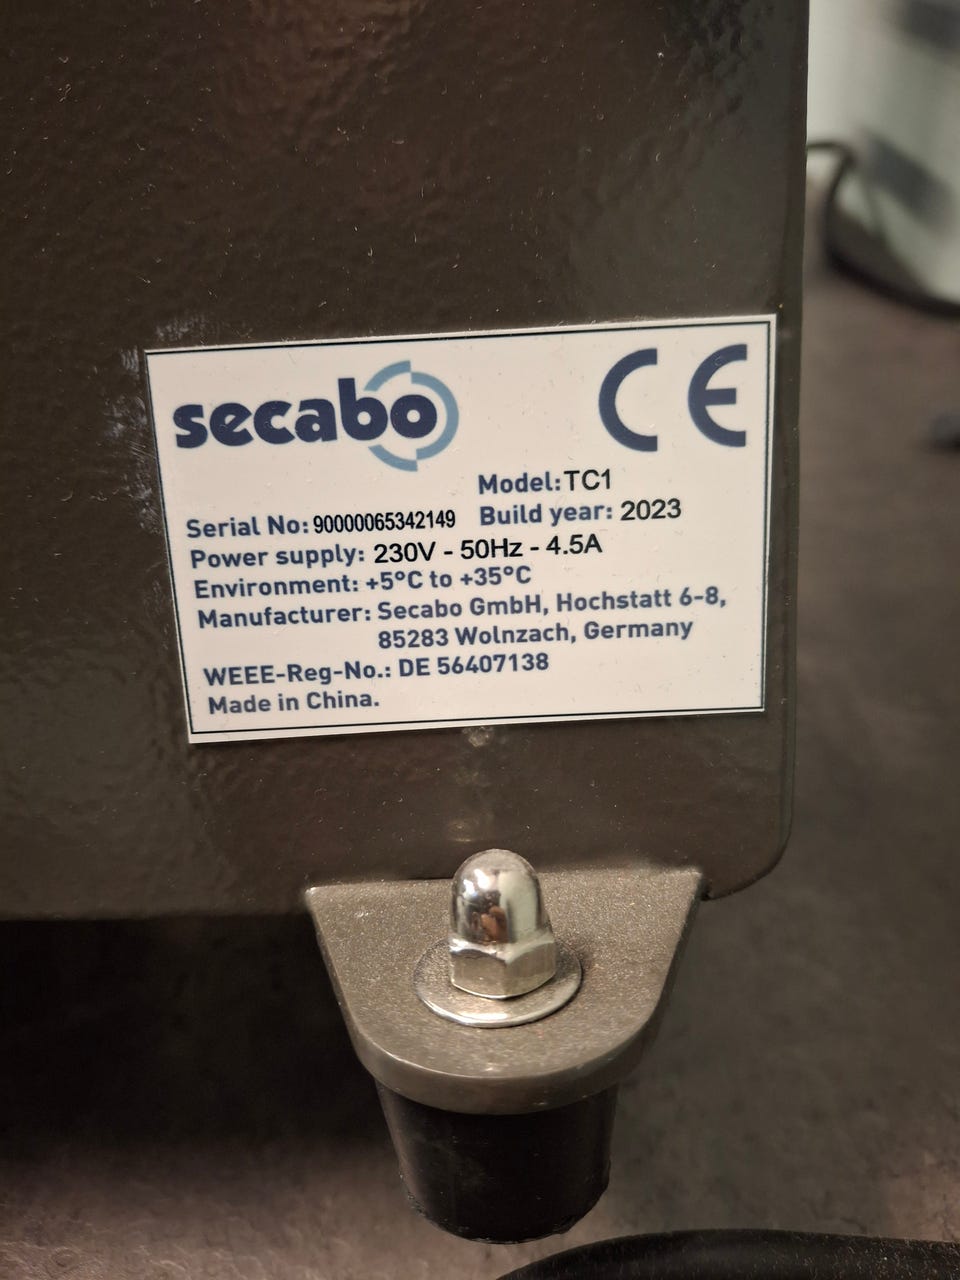 secabo CE
Model: TC1
Serial No: 90000065342149 Build year: 2023
Power supply: 230V - 50Hz - 4.5A
Environment: +5°C to +35°C
Manufacturer: Secabo GmbH, Hochstatt 6-8,
85283 Wolnzach, Germany
WEEE-Reg-No.: DE 56407138
Made in China.